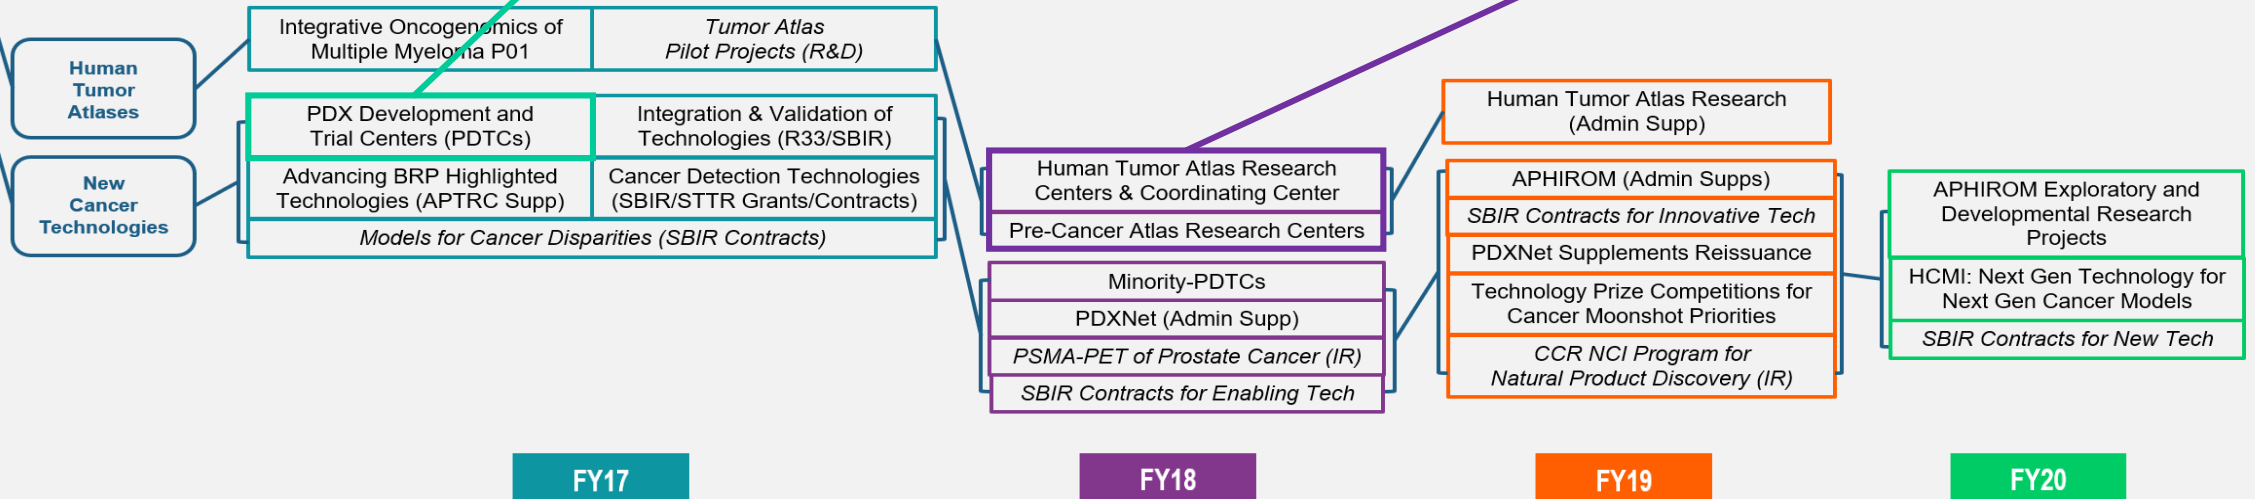 Human
Tumor
Atlases
New
Cancer
Technologies
Integrative Oncogenomics of
Multiple Myeloma P01
Tumor Atlas
Pilot Projects (R&D)
PDX Development and
Trial Centers (PDTCs)
Integration & Validation of
Technologies (R33/SBIR)
Advancing BRP Highlighted
Technologies (APTRC Supp)
Cancer Detection Technologies
(SBIR/STTR Grants/Contracts)
Models for Cancer Disparities (SBIR Contracts)
Human Tumor Atlas Research
Centers & Coordinating Center
Pre-Cancer Atlas Research Centers
Minority-PDTCs
PDXNet (Admin Supp)
PSMA-PET of Prostate Cancer (IR)
SBIR Contracts for Enabling Tech
Human Tumor Atlas Research
(Admin Supp)
APHIROM (Admin Supps)
SBIR Contracts for Innovative Tech
PDXNet Supplements Reissuance
Technology Prize Competitions for
Cancer Moonshot Priorities
CCR NCI Program for
Natural Product Discovery (IR)
APHIROM Exploratory and
Developmental Research
Projects
HCMI: Next Gen Technology for
Next Gen Cancer Models
SBIR Contracts for New Tech
FY17
FY18
FY19
FY20